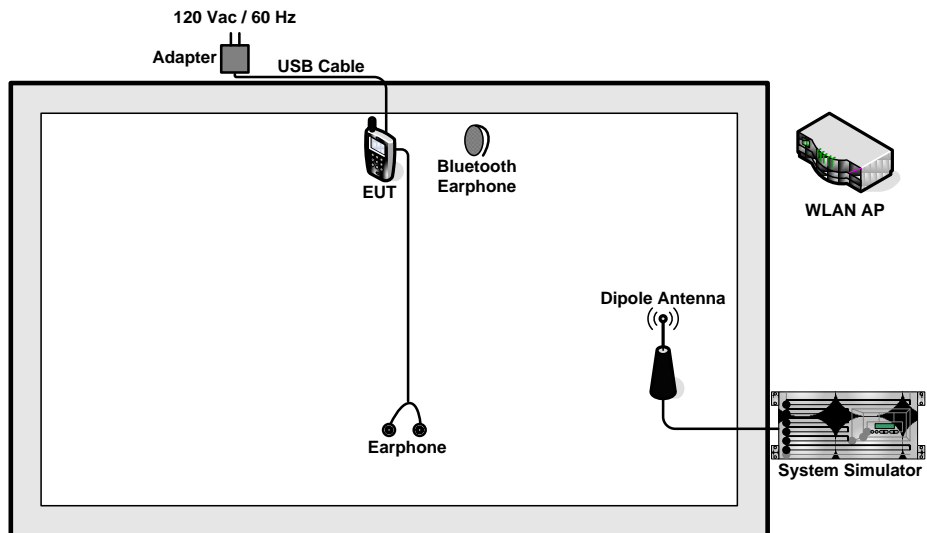 120 Vac / 60 Hz
Adapter
USB Cable
EUT
Bluetooth
Earphone
WLAN AP
Dipole Antenna
Earphone
System Simulator